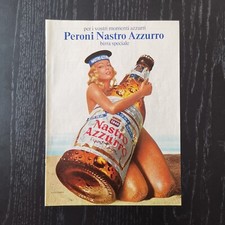 per i vostri momenti azzurri
Peroni Nastro Azzurro
birra speciale
Nastro
Azzurro